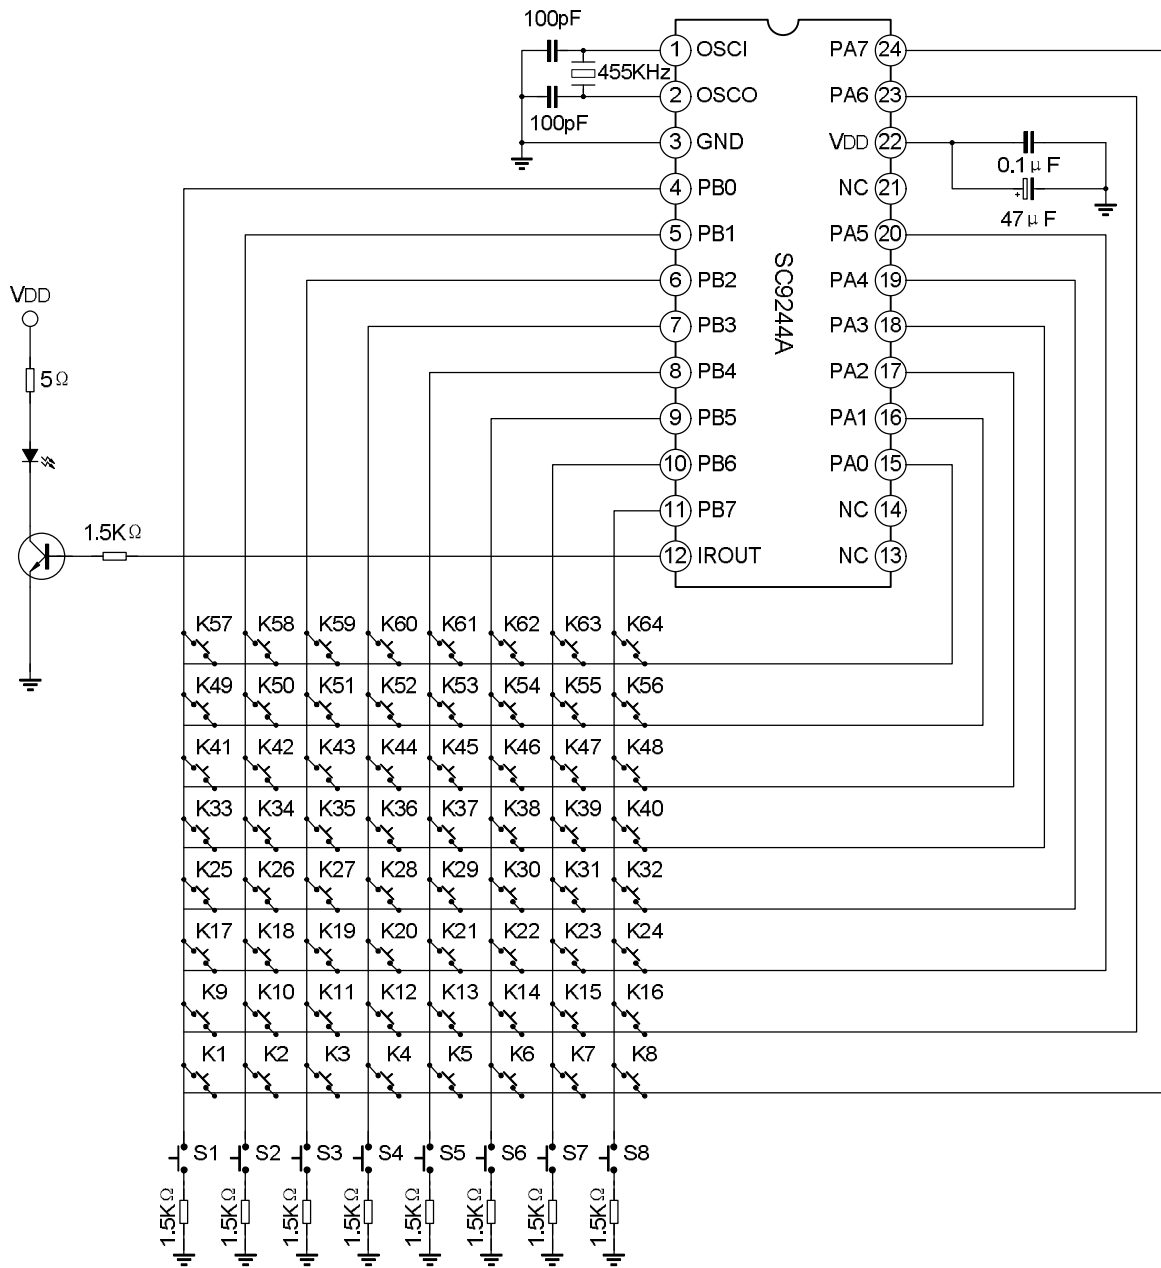 100pF
1 OSCI PA7 24
455KHz
2 OSCO PA6 23
100pF
3 GND VDD 22
0.1μF
4 PB0 NC 21
47μF
5 PB1 PA5 20
SC9244A
6 PB2 PA4 19
VDD
7 PB3 PA3 18
5Ω
8 PB4 PA2 17
9 PB5 PA1 16
10 PB6 PA0 15
11 PB7 NC 14
1.5KΩ
12 IROUT NC 13
K57 K58 K59 K60 K61 K62 K63 K64
K49 K50 K51 K52 K53 K54 K55 K56
K41 K42 K43 K44 K45 K46 K47 K48
K33 K34 K35 K36 K37 K38 K39 K40
K25 K26 K27 K28 K29 K30 K31 K32
K17 K18 K19 K20 K21 K22 K23 K24
K9 K10 K11 K12 K13 K14 K15 K16
K1 K2 K3 K4 K5 K6 K7 K8
S1 S2 S3 S4 S5 S6 S7 S8
1.5KΩ 1.5KΩ 1.5KΩ 1.5KΩ 1.5KΩ 1.5KΩ 1.5KΩ 1.5KΩ